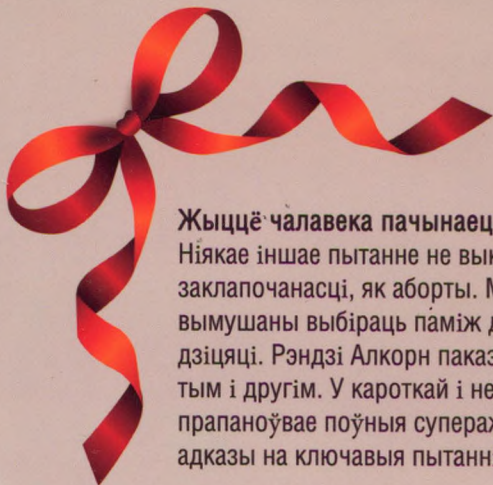 Жыццё чалавека пачынаец
Ніякае іншае пытанне не вык
заклапочанасці, як аборты. М
вымушаны выбіраць паміж д
дзіцяці. Рэндзі Алкорн паказ
тым і другім. У кароткай і не
прапаноўвае поўныя супераж
адказы на ключавыя пытанн